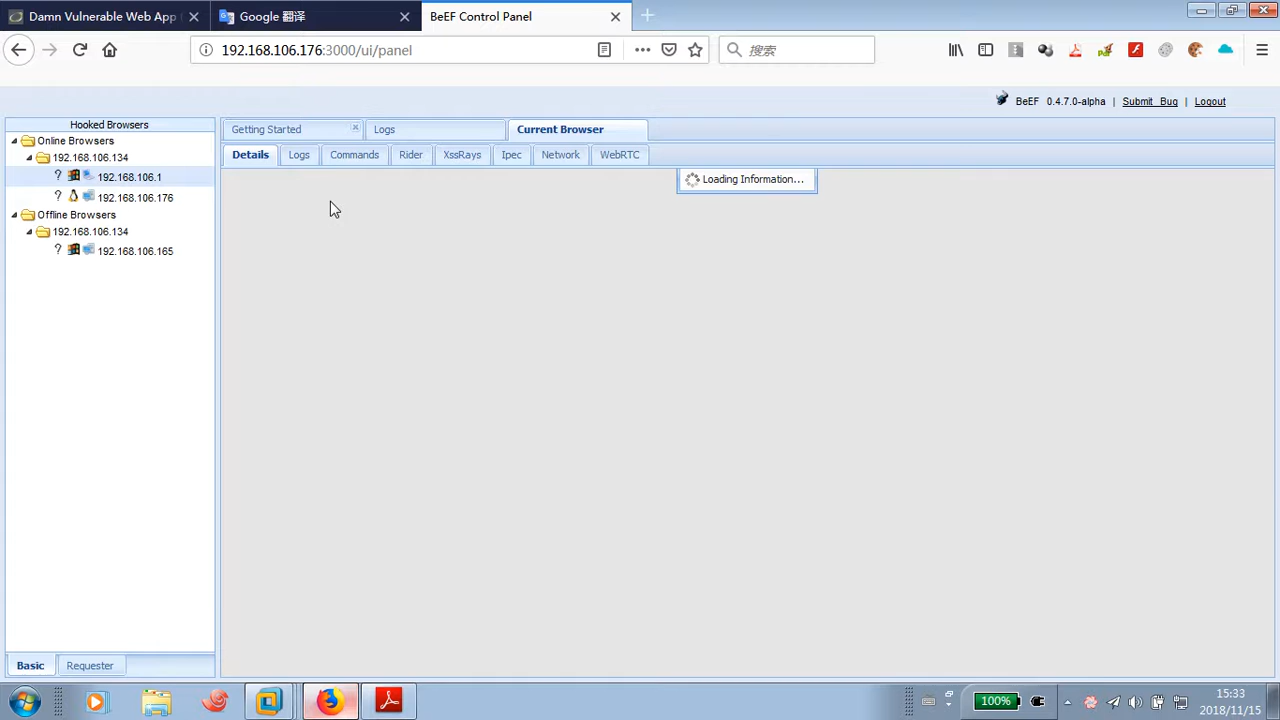 Damn Vulnerable Web App
Google 翻译
BeEF Control Panel
192.168.106.176:3000/ui/panel
搜索
BeEF 0.4.7.0-alpha | Submit Bug | Logout
Hooked Browsers
Online Browsers
192.168.106.134
? 192.168.106.1
? 192.168.106.176
Offline Browsers
192.168.106.134
? 192.168.106.165
Getting Started
Logs
Current Browser
Details
Logs
Commands
Rider
XssRays
Ipec
Network
WebRTC
Loading Information...
Basic
Requester
100%
15:33
2018/11/15